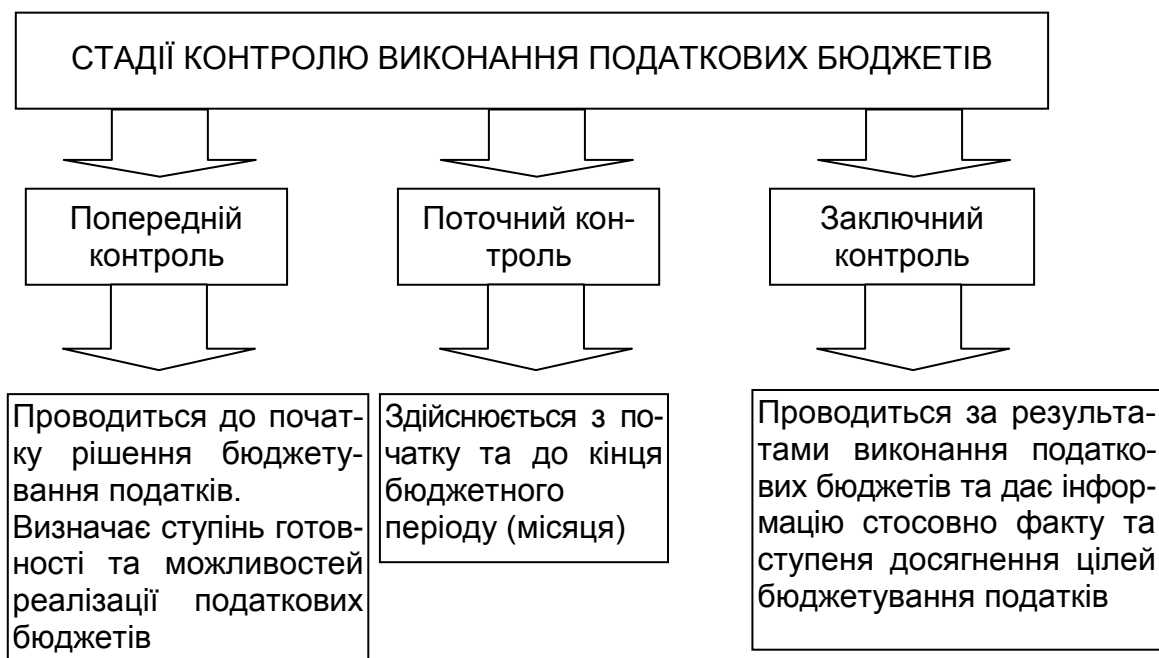 СТАДІЇ КОНТРОЛЮ ВИКОНАННЯ ПОДАТКОВИХ БЮДЖЕТІВ
Попередній
контроль
Поточний кон-
троль
Заключний
контроль
Проводиться до почат-
ку рішення бюджету-
вання податків.
Визначає ступінь готов-
ності та можливостей
реалізації податкових
бюджетів
Здійснюється з по-
чатку та до кінця
бюджетного
періоду (місяця)
Проводиться за результа-
тами виконання податко-
вих бюджетів та дає інфор-
мацію стосовно факту та
ступеня досягнення цілей
бюджетування податків